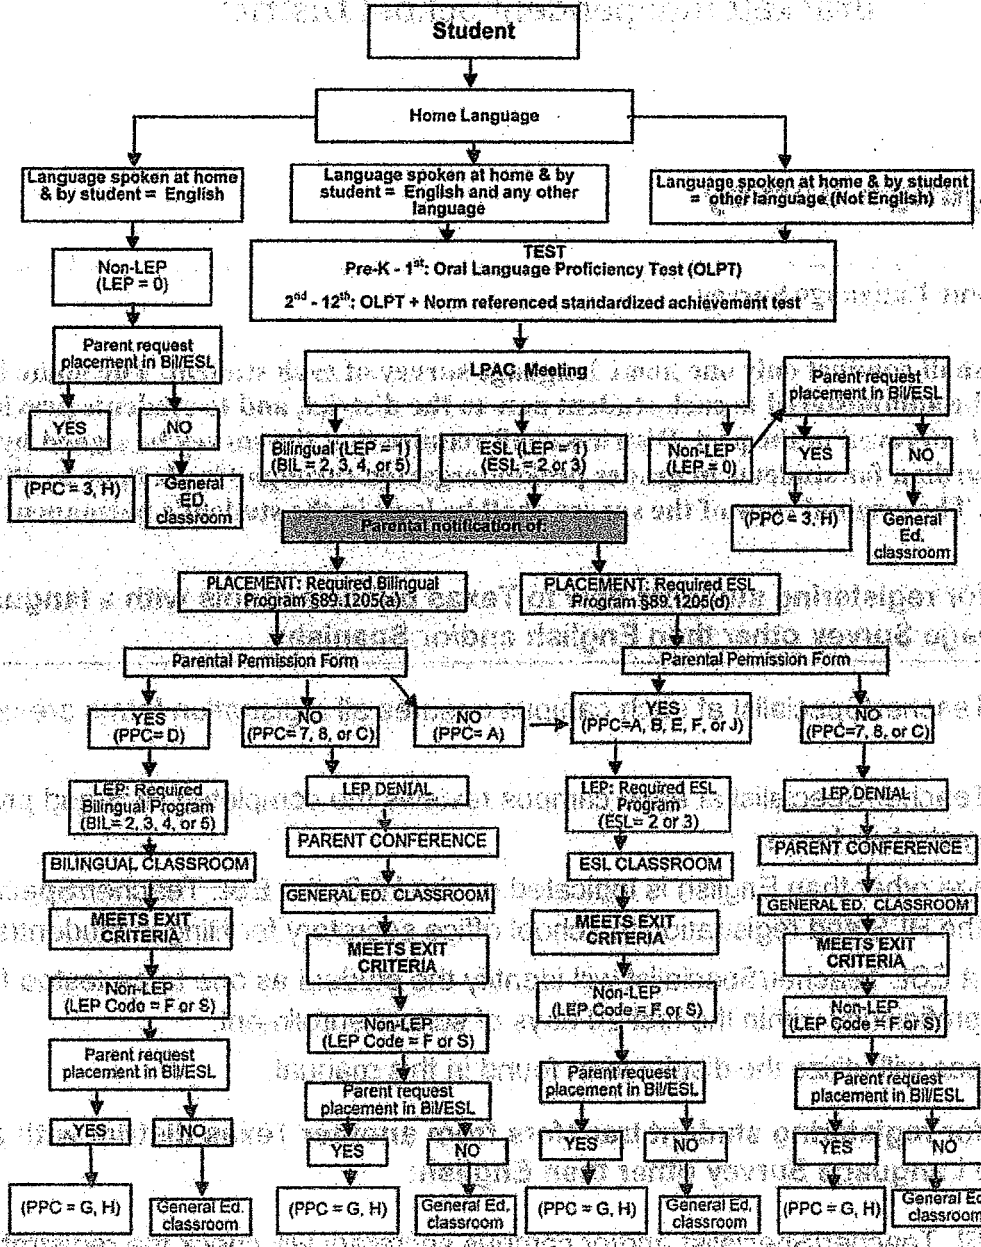 Student
Home Language
Language spoken at home
& by student = English
Language spoken at home & by
student = English and any other
language
Language spoken at home & by student
= other language (Not English)
Non-LEP
(LEP = 0)
TEST
Pre-K - 1st: Oral Language Proficiency Test (OLPT)
2nd - 12th: OLPT + Norm referenced standardized achievement test
Parent request
placement in Bil/ESL
YES
NO
(PPC = 3, H)
General
ED.
classroom
LPAC Meeting
Bilingual (LEP = 1)
(BIL = 2, 3, 4, or 5)
ESL (LEP = 1)
(ESL = 2 or 3)
Non-LEP
(LEP = 0)
Parent request
placement in Bil/ESL
YES
NO
(PPC = 3, H)
General
Ed.
classroom
Parental notification of:
PLACEMENT: Required Bilingual
Program §89.1205(a)
PLACEMENT: Required ESL
Program §89.1205(d)
Parental Permission Form
Parental Permission Form
YES
(PPC= D)
NO
(PPC= 7, 8, or C)
NO
(PPC= A)
YES
(PPC=A, B, E, F, or J)
NO
(PPC=7, 8, or C)
LEP: Required
Bilingual Program
(BIL= 2, 3, 4, or 5)
BILINGUAL CLASSROOM
MEETS EXIT
CRITERIA
Non-LEP
(LEP Code = F or S)
Parent request
placement in Bil/ESL
YES
NO
(PPC = G, H)
General Ed.
classroom
LEP DENIAL
PARENT CONFERENCE
GENERAL ED. CLASSROOM
MEETS EXIT
CRITERIA
Non-LEP
(LEP Code = F or S)
Parent request
placement in Bil/ESL
YES
NO
(PPC = G, H)
General Ed.
classroom
LEP: Required ESL
Program
(ESL= 2 or 3)
ESL CLASSROOM
MEETS EXIT
CRITERIA
Non-LEP
(LEP Code = F or S)
Parent request
placement in Bil/ESL
YES
NO
(PPC = G, H)
General Ed.
classroom
LEP DENIAL
PARENT CONFERENCE
GENERAL ED. CLASSROOM
MEETS EXIT
CRITERIA
Non-LEP
(LEP Code = F or S)
Parent request
placement in Bil/ESL
YES
NO
(PPC = G, H)
General Ed
classroom